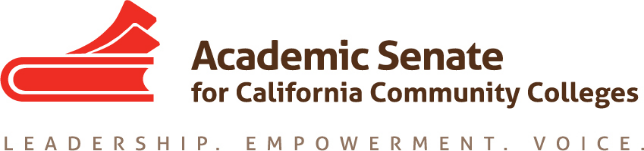 Academic Senate
for California Community Colleges
LEADERSHIP. EMPOWERMENT. VOICE.